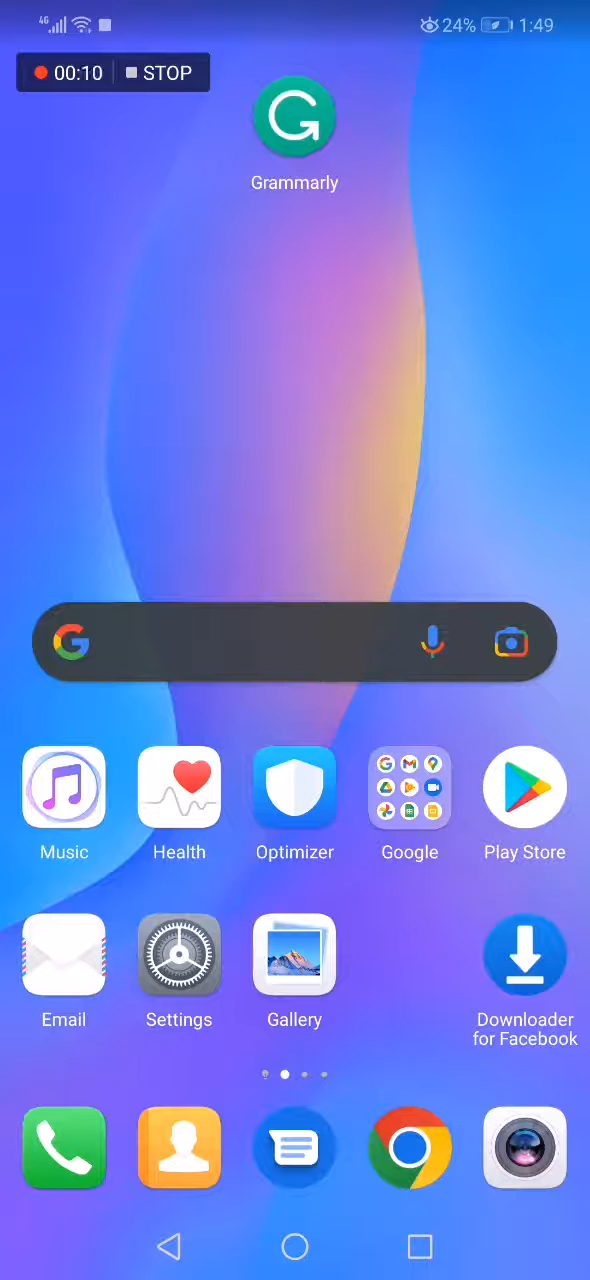 4G 24% 1:49
00:10 STOP
Grammarly
Music Health Optimizer Google Play Store
Email Settings Gallery Downloader
for Facebook